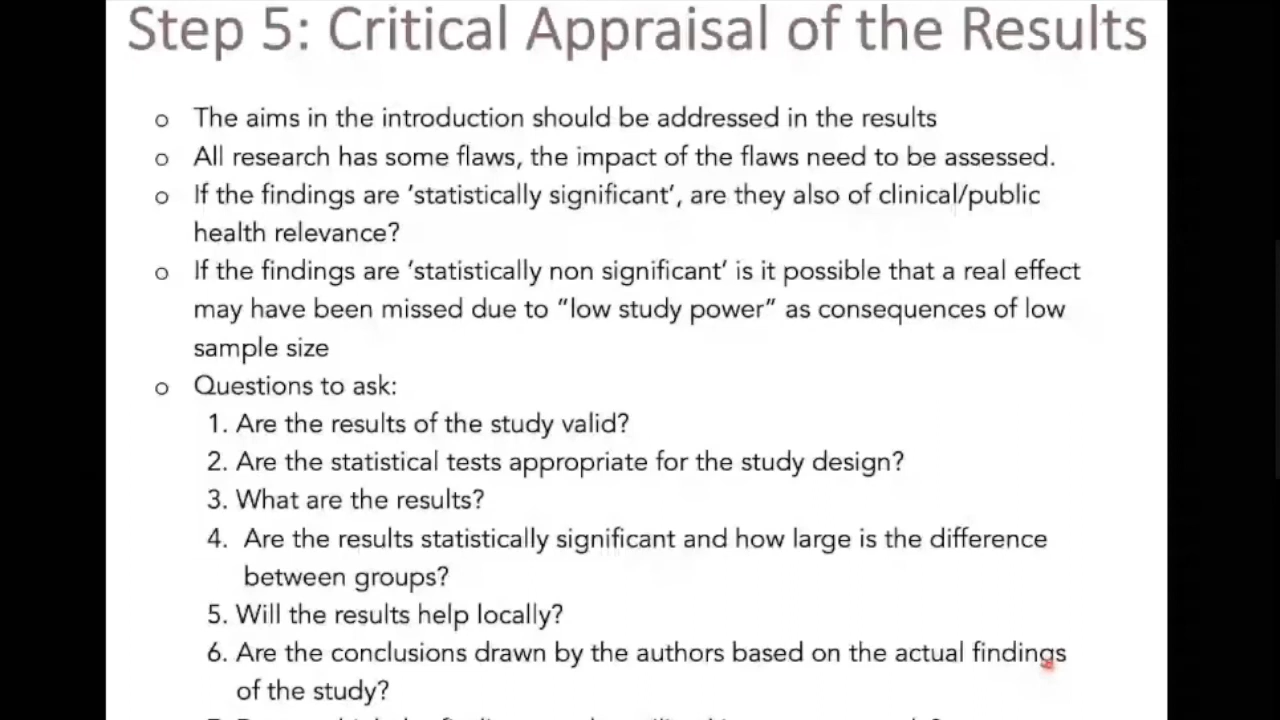 Step 5: Critical Appraisal of the Results
o The aims in the introduction should be addressed in the results
o All research has some flaws, the impact of the flaws need to be assessed.
o If the findings are ‘statistically significant’, are they also of clinical/public
health relevance?
o If the findings are ‘statistically non significant’ is it possible that a real effect
may have been missed due to “low study power” as consequences of low
sample size
o Questions to ask:
1. Are the results of the study valid?
2. Are the statistical tests appropriate for the study design?
3. What are the results?
4. Are the results statistically significant and how large is the difference
between groups?
5. Will the results help locally?
6. Are the conclusions drawn by the authors based on the actual findings
of the study?